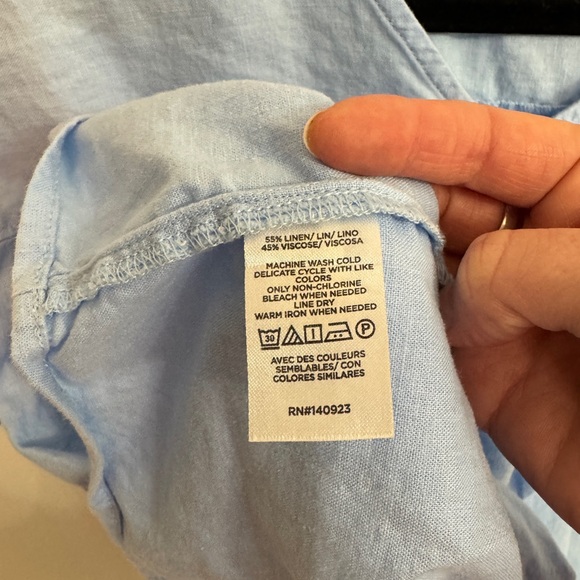 55% LINEN/ LIN/ LINO
45% VISCOSE/ VISCOSA
MACHINE WASH COLD
DELICATE CYCLE WITH LIKE
COLORS
ONLY NON-CHLORINE
BLEACH WHEN NEEDED
LINE DRY
WARM IRON WHEN NEEDED
30 P
AVEC DES COULEURS
SEMBLABLES/ CON
COLORES SIMILARES
RN#140923